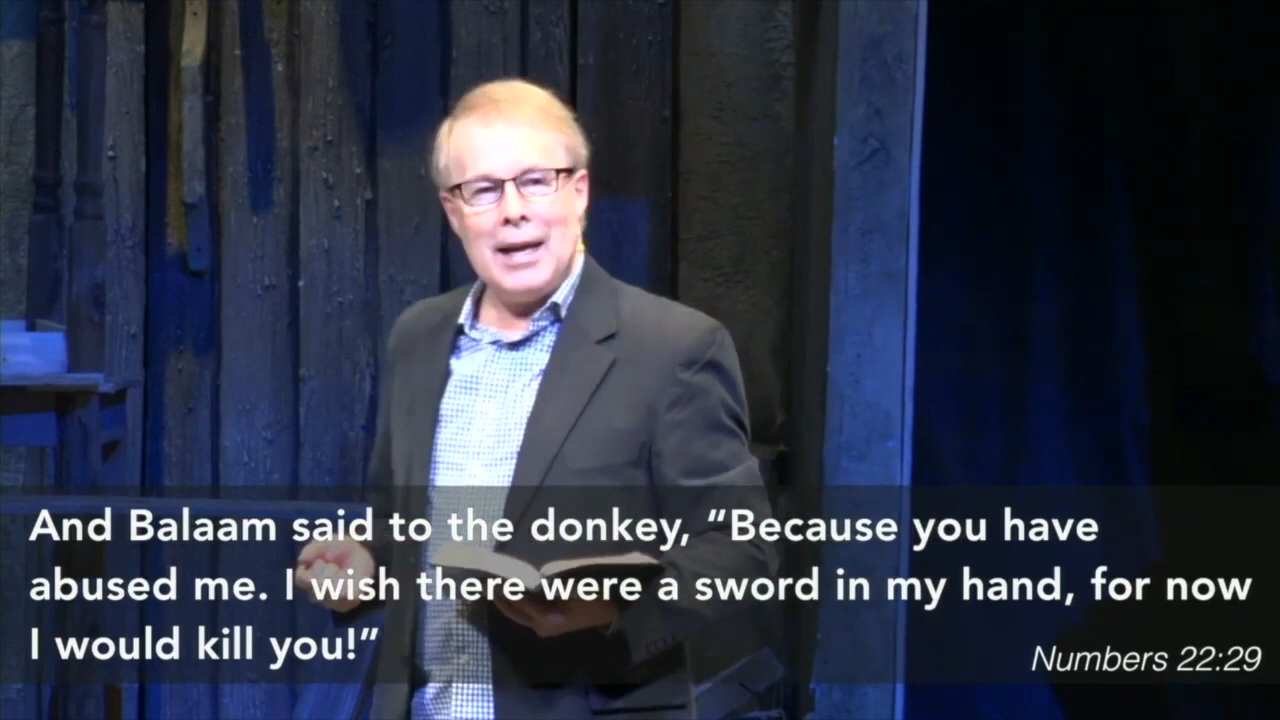 And Balaam said to the donkey, “Because you have
abused me. I wish there were a sword in my hand, for now
I would kill you!”
Numbers 22:29